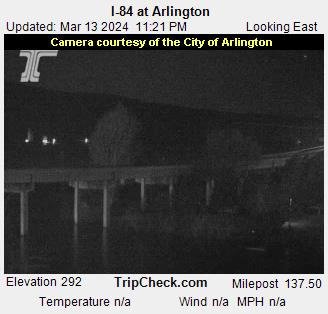 I-84 at Arlington
Updated: Mar 13 2024 11:21 PM Looking East
Camera courtesy of the City of Arlington
Elevation 292 TripCheck.com Milepost 137.50
Temperature n/a Wind n/a MPH n/a